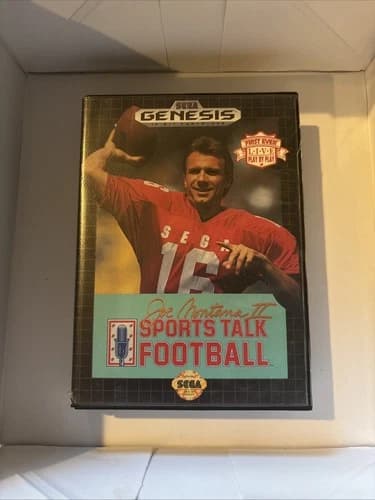 SEGA
GENESIS
FIRST EVER
LIVE
PLAY BY PLAY
SEGA
16
Joe Montana II
SPORTS TALK
FOOTBALL
SEGA